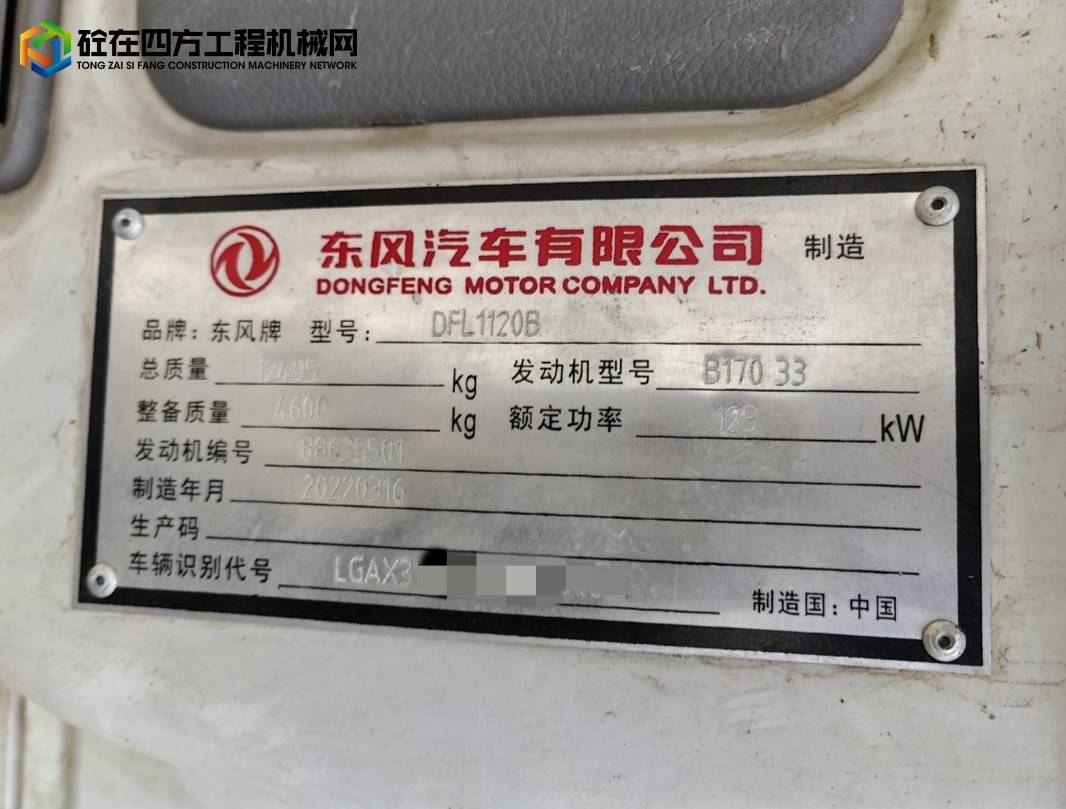 砼在四方工程机械网
TONG ZAI SI FANG CONSTRUCTION MACHINERY NETWORK
东风汽车有限公司 制造
DONGFENG MOTOR COMPANY LTD.
品牌: 东风牌 型号: DFL1120B
总质量 12495 kg 发动机型号 B170 33
整备质量 4600 kg 额定功率 125 kW
发动机编号 88635501
制造年月 20220316
生产码
车辆识别代号 LGAX3
制造国: 中国